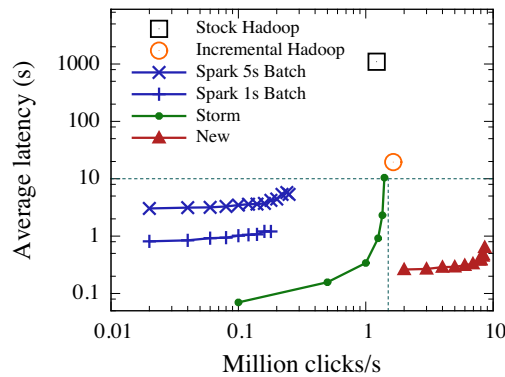 Stock Hadoop
Incremental Hadoop
Spark 5s Batch
Spark 1s Batch
Storm
New
Average latency (s)
1000
100
10
1
0.1
0.01
0.1
1
10
Million clicks/s